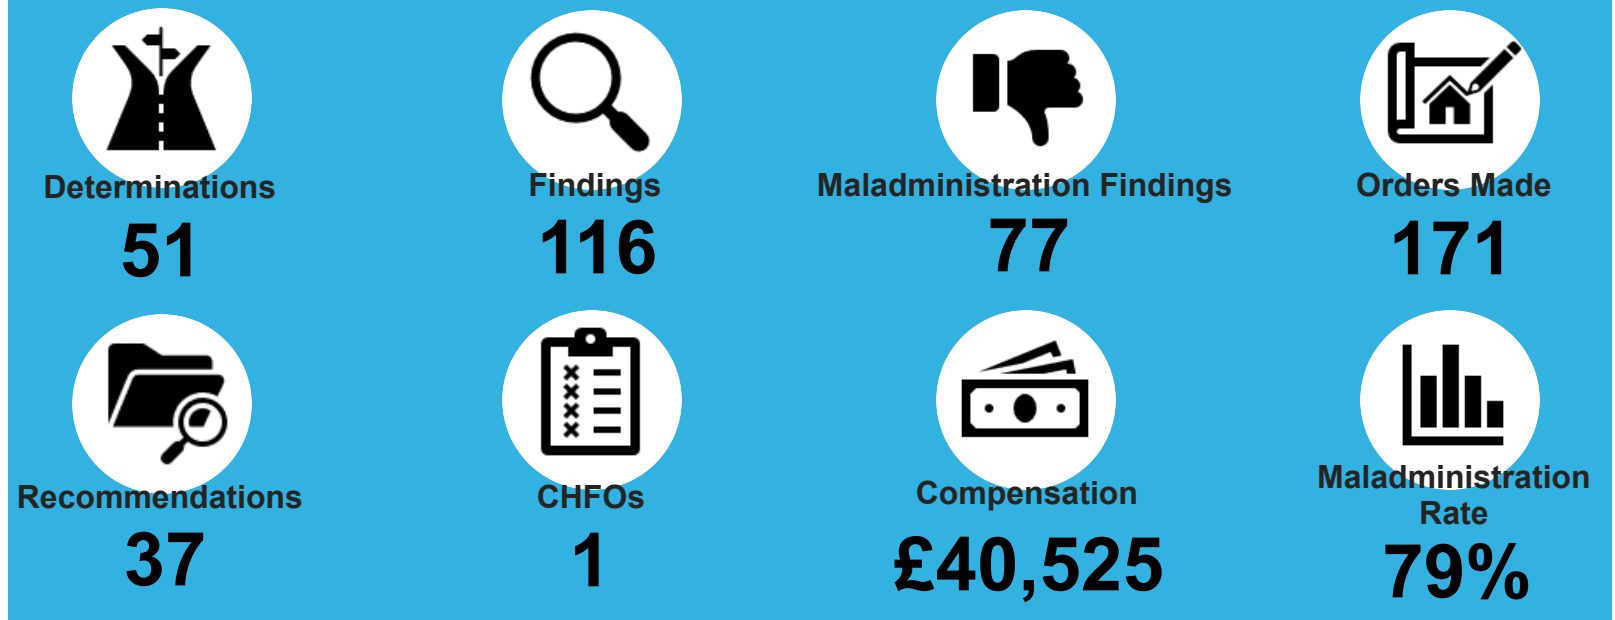 Determinations
51
Findings
116
Maladministration Findings
77
Orders Made
171
Recommendations
37
CHFOs
1
Compensation
£40,525
Maladministration
Rate
79%